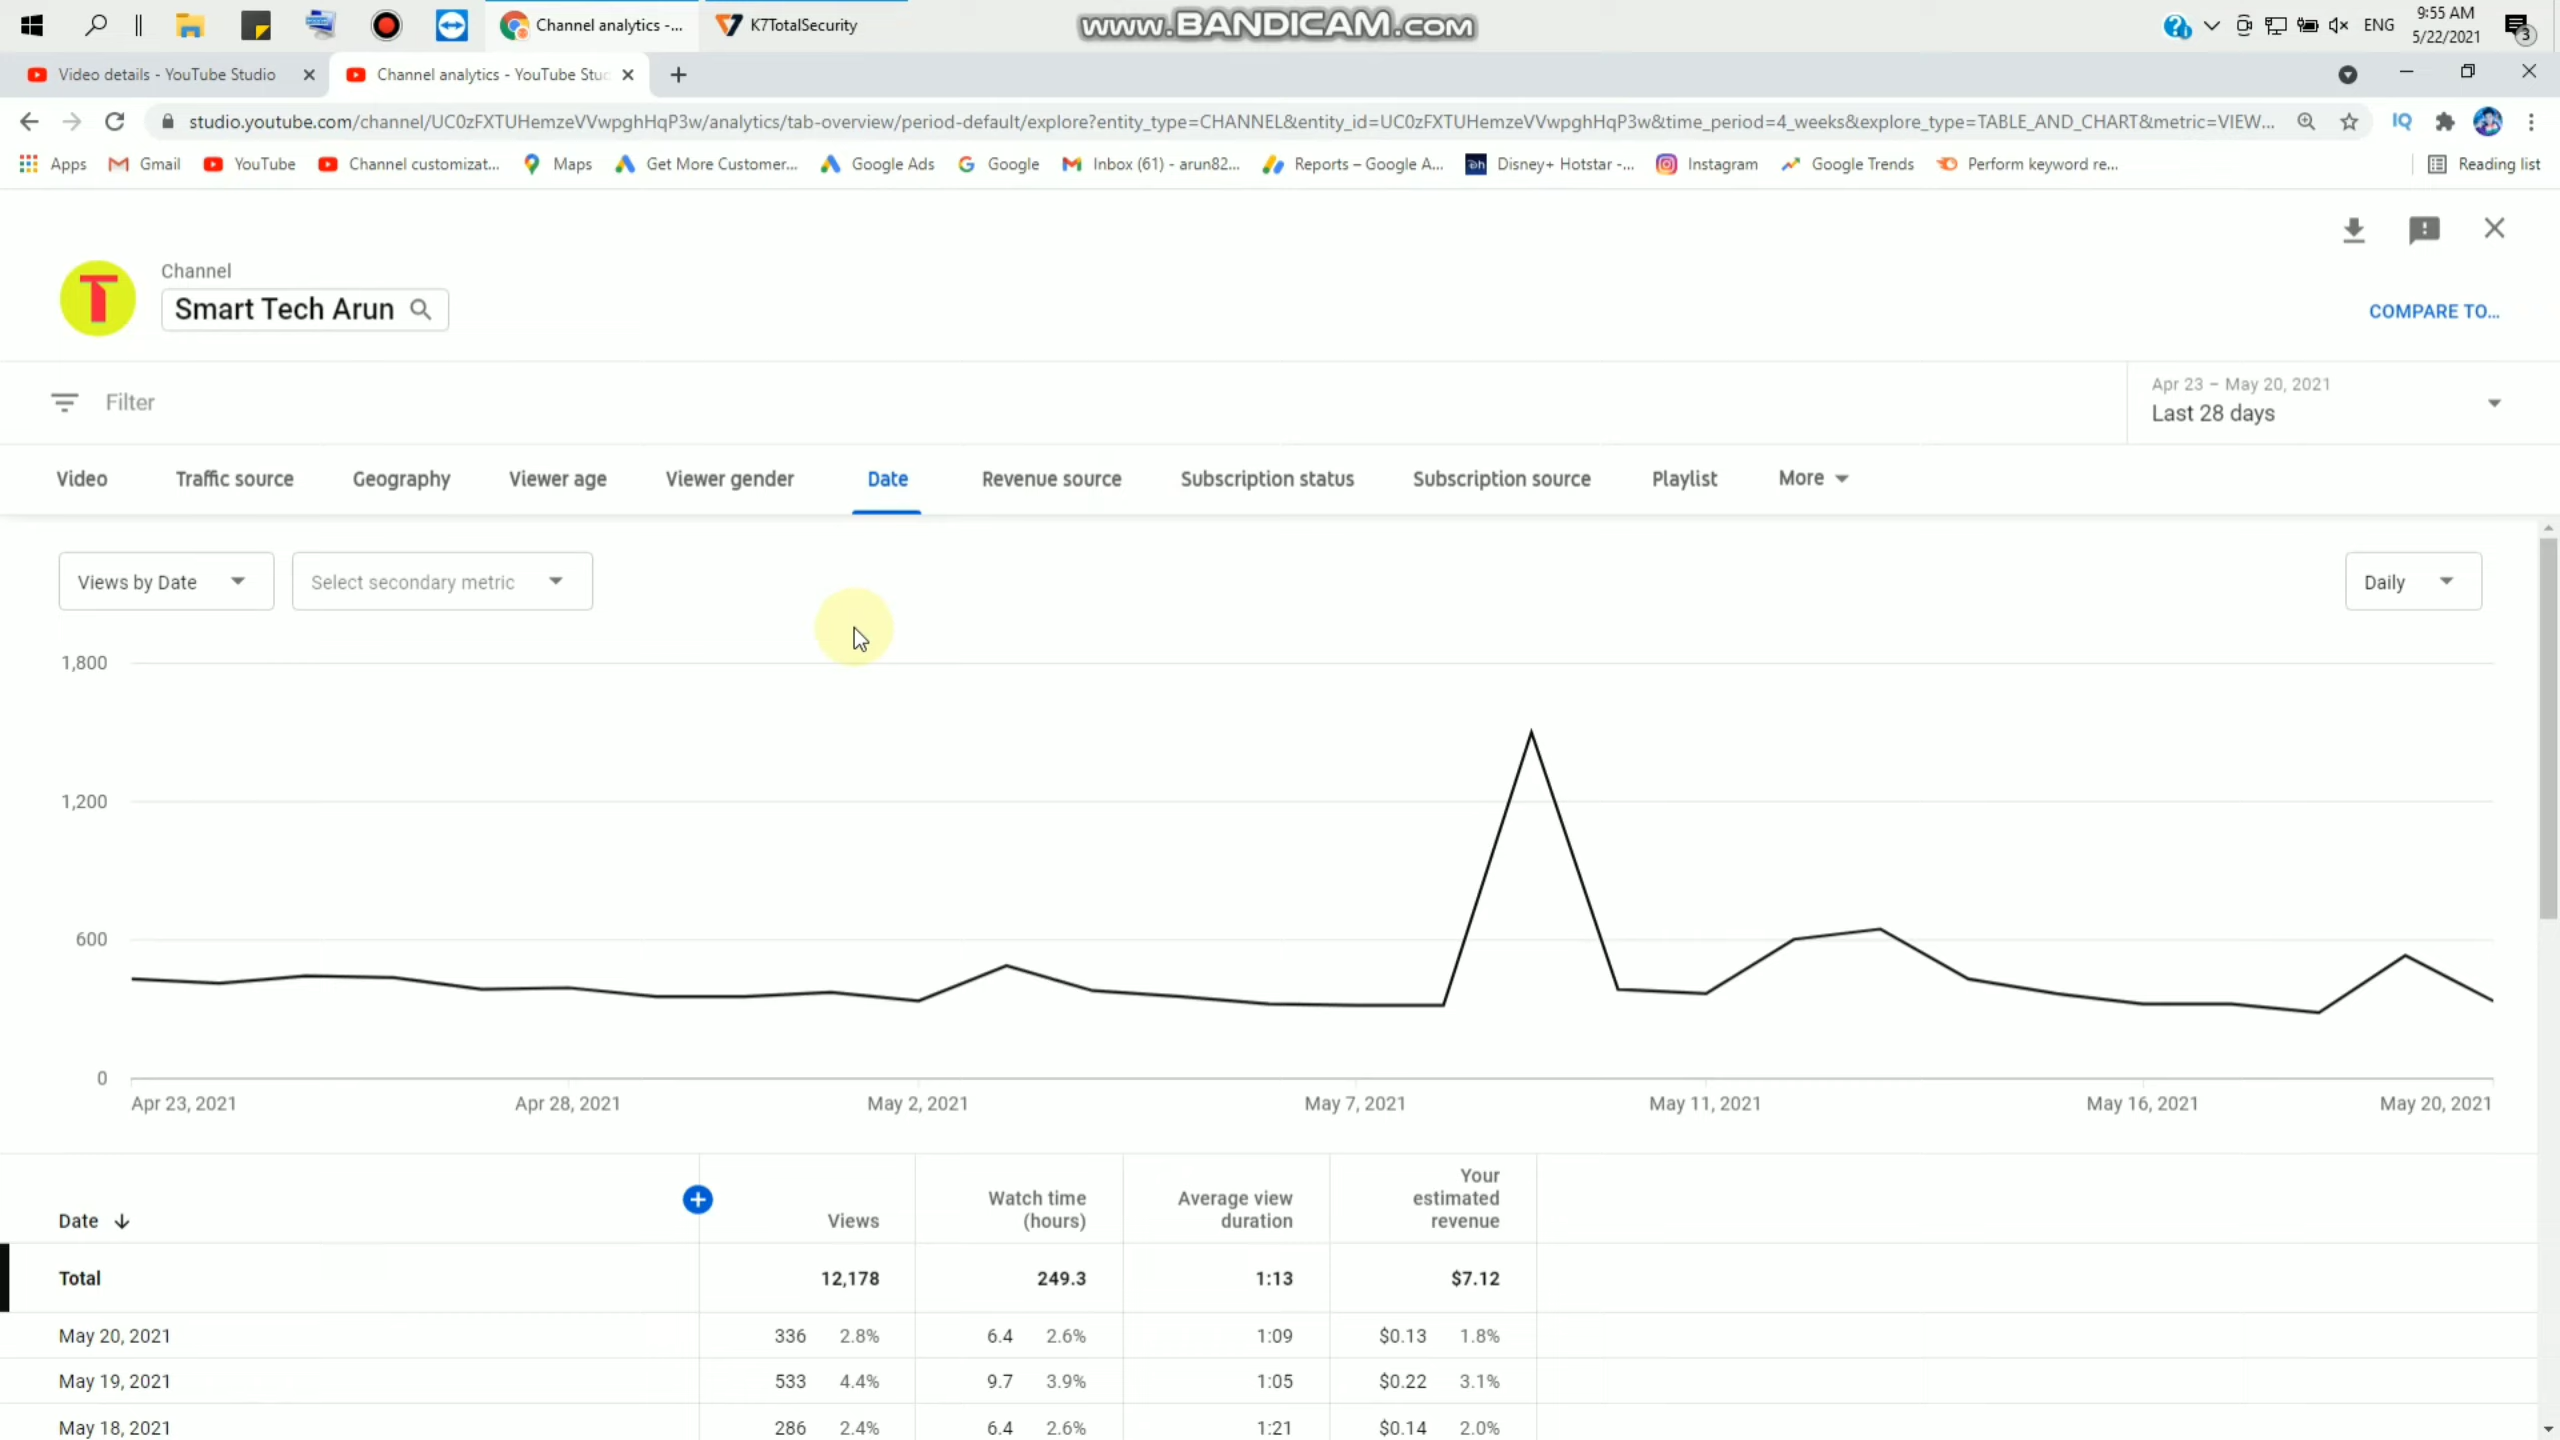 Channel analytics -...
K7TotalSecurity
www.BANDICAM.com
ENG
9:55 AM
5/22/2021
3
Video details - YouTube Studio
Channel analytics - YouTube Stud
studio.youtube.com/channel/UC0zFXTUHemzeVVwpghHqP3w/analytics/tab-overview/period-default/explore?entity_type=CHANNEL&entity_id=UC0zFXTUHemzeVVwpghHqP3w&time_period=4_weeks&explore_type=TABLE_AND_CHART&metric=VIEW...
IQ
Apps
Gmail
YouTube
Channel customizat...
Maps
Get More Customer...
Google Ads
Google
Inbox (61) - arun82...
Reports – Google A...
Disney+ Hotstar -...
Instagram
Google Trends
Perform keyword re...
Reading list
T
Channel
Smart Tech Arun
COMPARE TO...
Filter
Apr 23 – May 20, 2021
Last 28 days
Video
Traffic source
Geography
Viewer age
Viewer gender
Date
Revenue source
Subscription status
Subscription source
Playlist
More
Views by Date
Select secondary metric
Daily
1,800
1,200
600
0
Apr 23, 2021
Apr 28, 2021
May 2, 2021
May 7, 2021
May 11, 2021
May 16, 2021
May 20, 2021
Date
Views
Watch time
(hours)
Average view
duration
Your
estimated
revenue
Total 12,178 249.3 1:13 $7.12
May 20, 2021 336 2.8% 6.4 2.6% 1:09 $0.13 1.8%
May 19, 2021 533 4.4% 9.7 3.9% 1:05 $0.22 3.1%
May 18, 2021 286 2.4% 6.4 2.6% 1:21 $0.14 2.0%